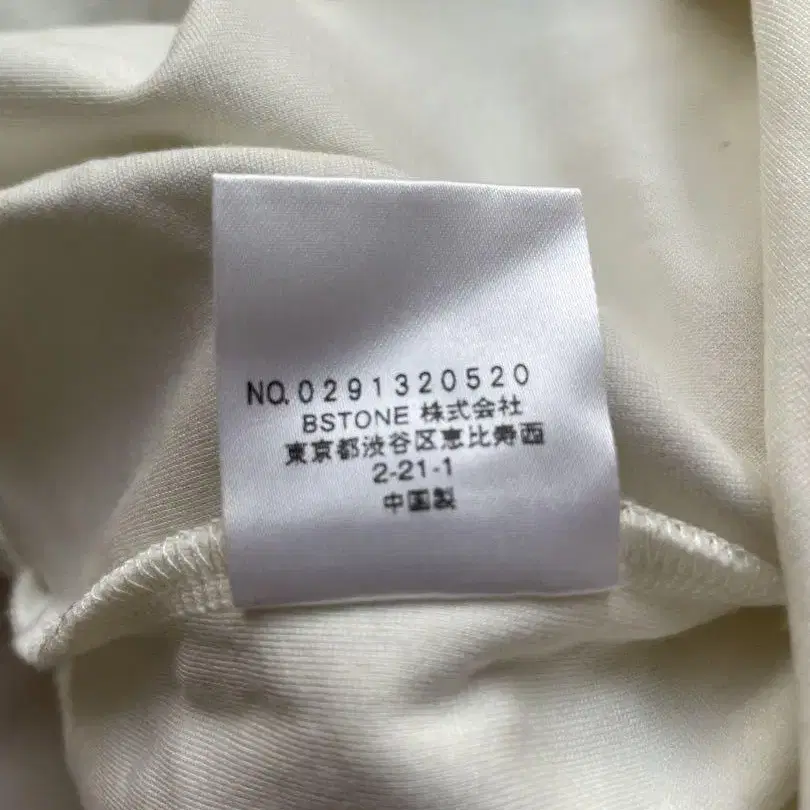 NO.0291320520
BSTONE 株式会社
東京都渋谷区恵比寿西
2-21-1
中国製